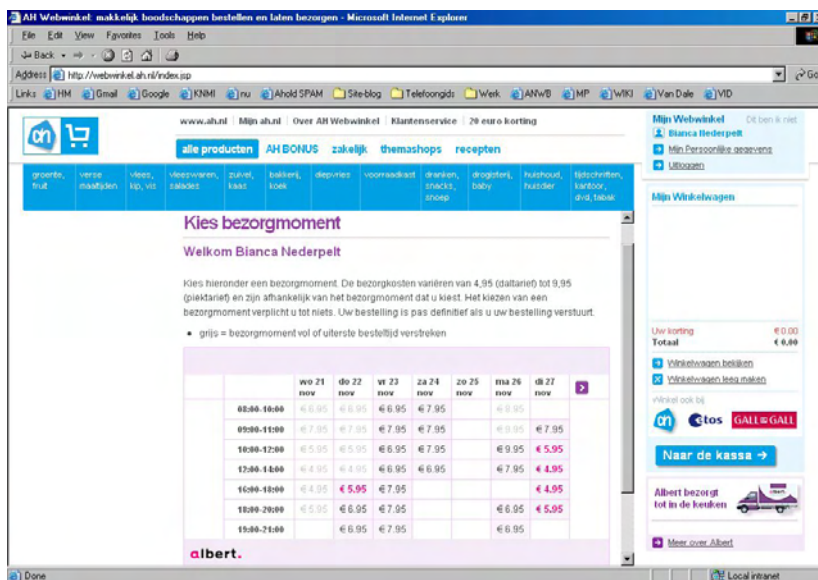 AH Webwinkel: makkelijk boodschappen bestellen en laten bezorgen - Microsoft Internet Explorer
File Edit View Favorites Tools Help
Back
Address http://webwinkel.ah.nl/index.jsp Go
Links HM Gmail Google KNMI nu Ahold SPAM Site-blog Telefoongids Werk ANWB MP WIKI Van Dale VID
www.ah.nl Mijn ah.nl Over AH Webwinkel Klantenservice 20 euro korting
alle producten AH BONUS zakelijk themashops recepten
groente, fruit
verse maaltijden
vlees, kip, vis
vleeswaren, salades
zuivel, kaas
bakkerij, koek
diepvries
voorraadkast
dranken, snacks, snoep
drogisterij, baby
huishoud, huisdier
tijdschriften, kantoor, dvd, tabak
Mijn Webwinkel Dit ben ik niet
Bianca Nederpelt
Mijn Persoonlijke gegevens
Uitloggen
Kies bezorgmoment
Welkom Bianca Nederpelt
Kies hieronder een bezorgmoment. De bezorgkosten variëren van 4,95 (daltarief) tot 9,95
(piektarief) en zijn afhankelijk van het bezorgmoment dat u kiest. Het kiezen van een
bezorgmoment verplicht u tot niets. Uw bestelling is pas definitief als u uw bestelling verstuurt.
grijs = bezorgmoment vol of uiterste besteltijd verstreken
wo 21 nov do 22 nov vr 23 nov za 24 nov zo 25 nov ma 26 nov di 27 nov
08:00-10:00 € 6.95 € 6.95 € 6.95 € 7.95
09:00-11:00 € 7.95 € 7.95 € 7.95 € 7.95 € 7.95
10:00-12:00 € 5.95 € 5.95 € 6.95 € 7.95 € 9.95 € 5.95
12:00-14:00 € 4.95 € 4.95 € 6.95 € 6.95 € 7.95 € 4.95
16:00-18:00 € 4.95 € 5.95 € 7.95 € 4.95
18:00-20:00 € 5.95 € 6.95 € 7.95 € 6.95 € 5.95
19:00-21:00 € 6.95 € 7.95 € 6.95
albert.
Mijn Winkelwagen
Uw korting € 0.00
Totaal € 0.00
Winkelwagen bekijken
Winkelwagen leeg maken
Winkel ook bij
ah etos GALL & GALL
Naar de kassa
Albert bezorgt
tot in de keuken
Meer over Albert
Done Local intranet